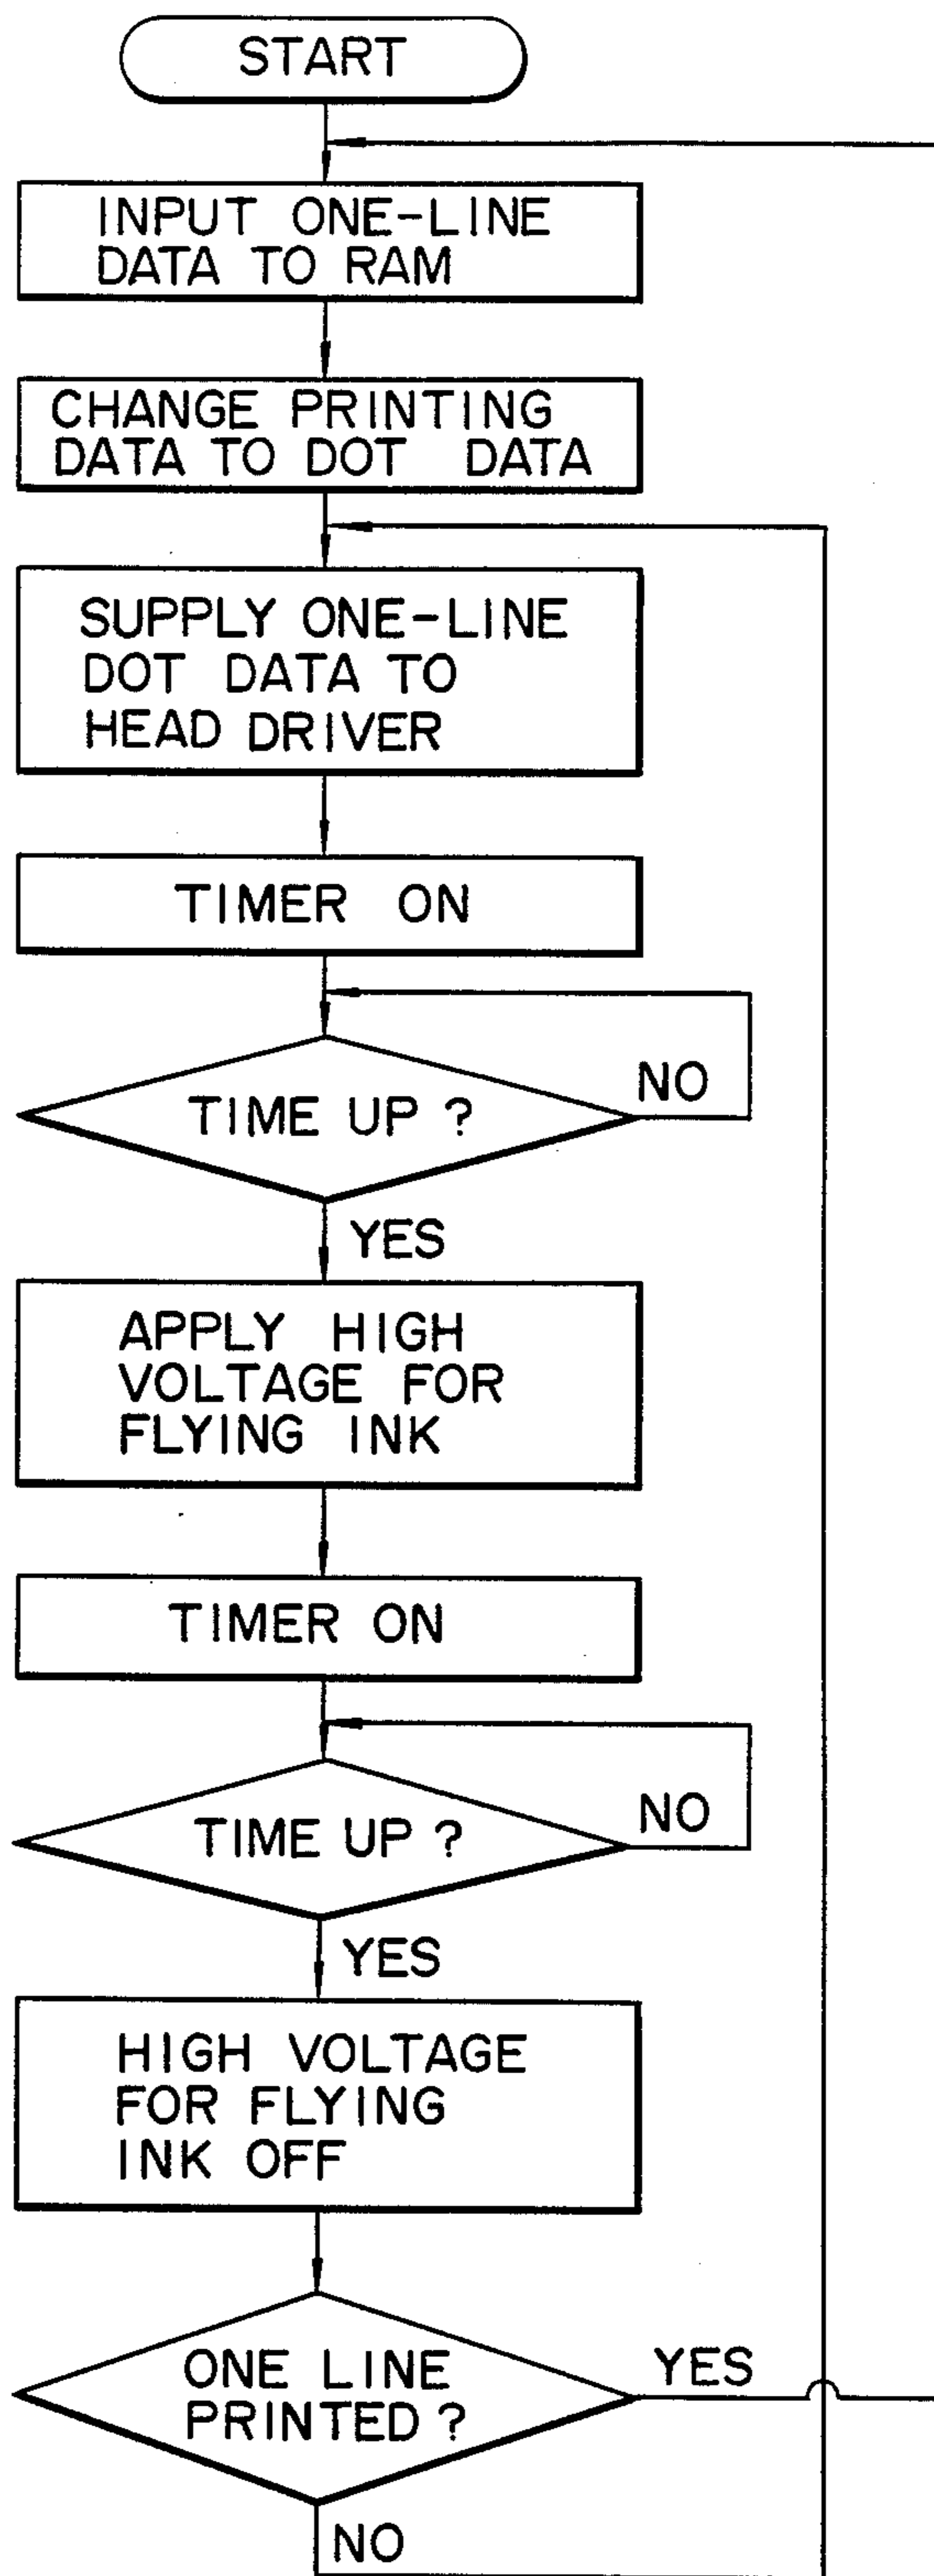 START
INPUT ONE-LINE
DATA TO RAM
CHANGE PRINTING
DATA TO DOT DATA
SUPPLY ONE-LINE
DOT DATA TO
HEAD DRIVER
TIMER ON
TIME UP ?
NO
YES
APPLY HIGH
VOLTAGE FOR
FLYING INK
TIMER ON
TIME UP ?
NO
YES
HIGH VOLTAGE
FOR FLYING
INK OFF
ONE LINE
PRINTED ?
YES
NO